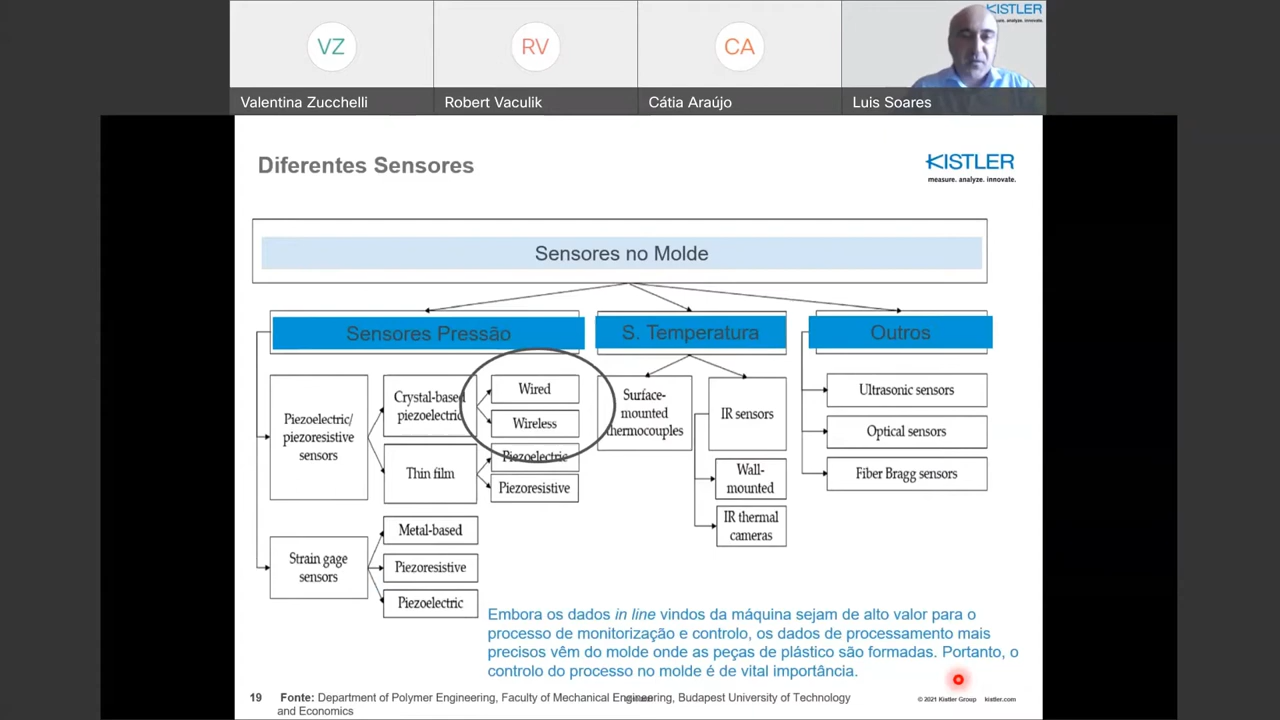 VZ
RV
CA
KISTLER
Valentina Zucchelli
Robert Vaculik
Cátia Araújo
Luis Soares
Diferentes Sensores
KISTLER
measure. analyze. innovate.
Sensores no Molde
Sensores Pressão
S. Temperatura
Outros
Piezoelectric/
piezoresistive
sensors
Crystal-based
piezoelectric
Wired
Wireless
Thin film
Piezoelectric
Piezoresistive
Strain gage
sensors
Metal-based
Piezoresistive
Piezoelectric
Surface-
mounted
thermocouples
IR sensors
Wall-
mounted
IR thermal
cameras
Ultrasonic sensors
Optical sensors
Fiber Bragg sensors
Embora os dados in line vindos da máquina sejam de alto valor para o
processo de monitorização e controlo, os dados de processamento mais
precisos vêm do molde onde as peças de plástico são formadas. Portanto, o
controlo do processo no molde é de vital importância.
19
Fonte: Department of Polymer Engineering, Faculty of Mechanical Engineering, Budapest University of Technology
and Economics
© 2021 Kistler Group kistler.com